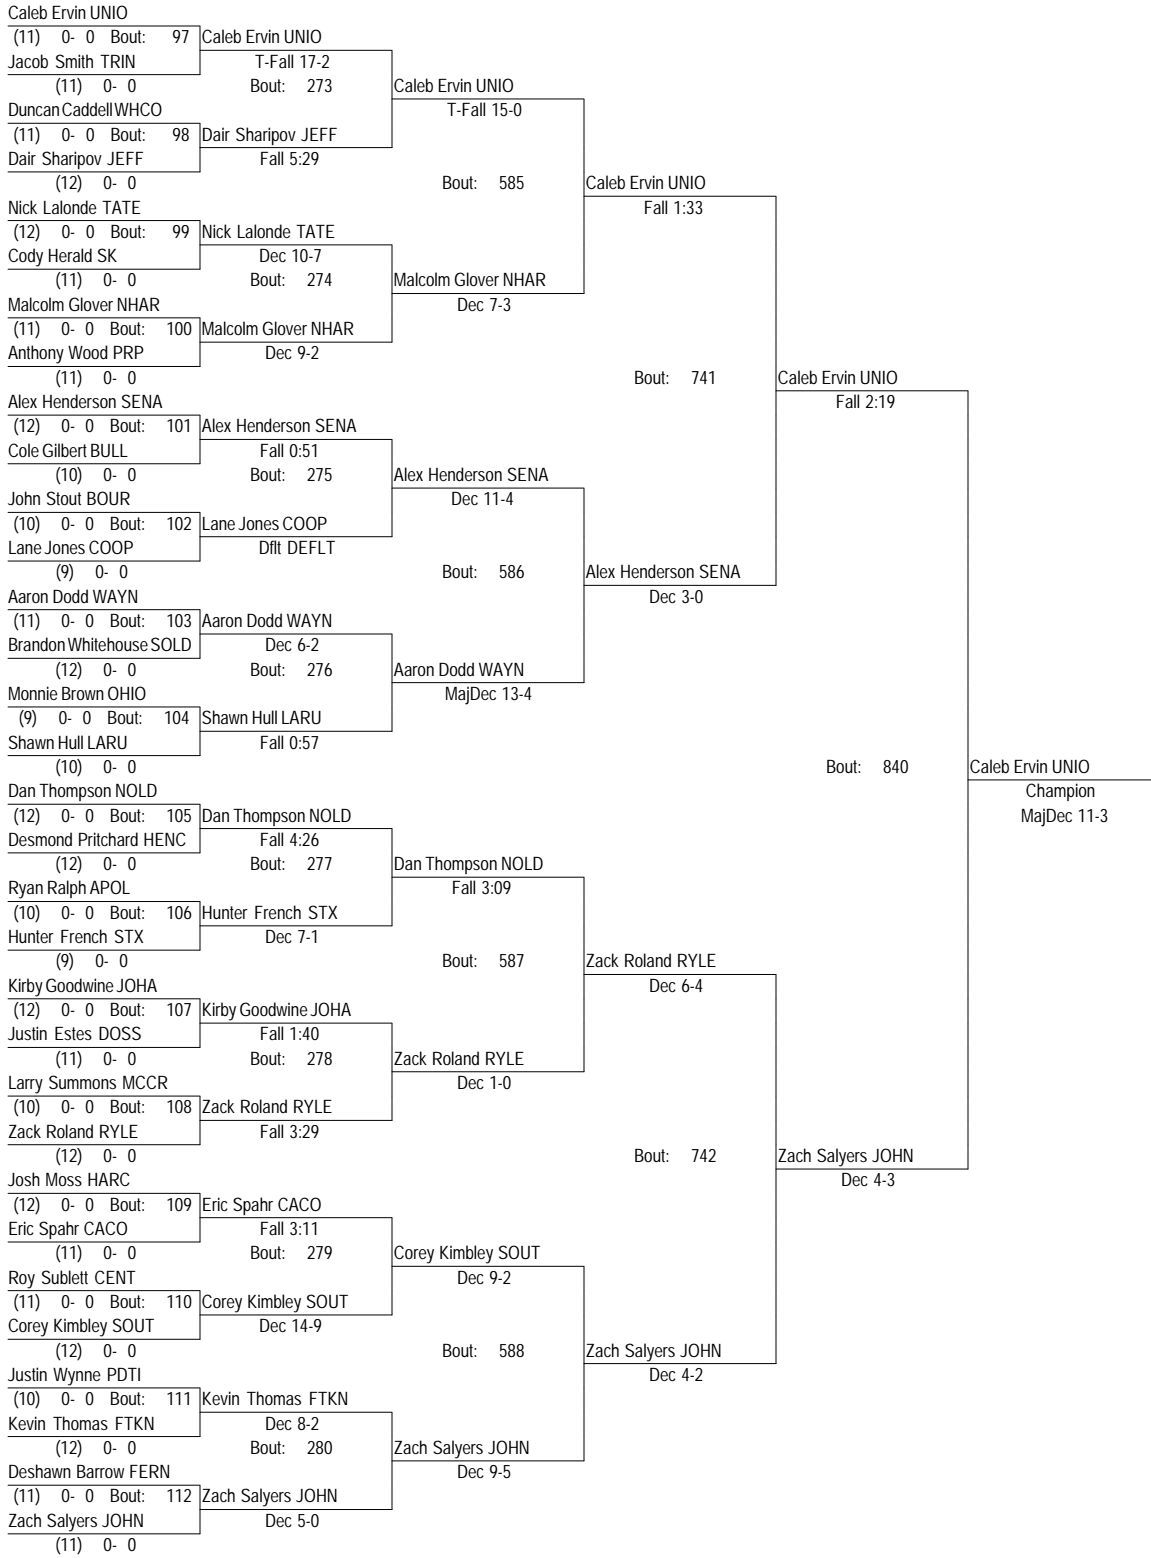 Caleb Ervin UNIO
(11) 0- 0 Bout: 97 Caleb Ervin UNIO
Jacob Smith TRIN T-Fall 17-2
(11) 0- 0 Bout: 273 Caleb Ervin UNIO
Duncan Caddell WHCO T-Fall 15-0
(11) 0- 0 Bout: 98 Dair Sharipov JEFF
Dair Sharipov JEFF Fall 5:29
(12) 0- 0 Bout: 585 Caleb Ervin UNIO
Nick Lalonde TATE Fall 1:33
(12) 0- 0 Bout: 99 Nick Lalonde TATE
Cody Herald SK Dec 10-7
(11) 0- 0 Bout: 274 Malcolm Glover NHAR
Malcolm Glover NHAR Dec 7-3
(11) 0- 0 Bout: 100 Malcolm Glover NHAR
Anthony Wood PRP Dec 9-2
(11) 0- 0 Bout: 741 Caleb Ervin UNIO
Alex Henderson SENA Fall 2:19
(12) 0- 0 Bout: 101 Alex Henderson SENA
Cole Gilbert BULL Fall 0:51
(10) 0- 0 Bout: 275 Alex Henderson SENA
John Stout BOUR Dec 11-4
(10) 0- 0 Bout: 102 Lane Jones COOP
Lane Jones COOP Dflt DEFLT
(9) 0- 0 Bout: 586 Alex Henderson SENA
Aaron Dodd WAYN Dec 3-0
(11) 0- 0 Bout: 103 Aaron Dodd WAYN
Brandon Whitehouse SOLD Dec 6-2
(12) 0- 0 Bout: 276 Aaron Dodd WAYN
Monnie Brown OHIO MajDec 13-4
(9) 0- 0 Bout: 104 Shawn Hull LARU
Shawn Hull LARU Fall 0:57
(10) 0- 0 Bout: 840 Caleb Ervin UNIO
Dan Thompson NOLD Champion
(12) 0- 0 Bout: 105 Dan Thompson NOLD MajDec 11-3
Desmond Pritchard HENC Fall 4:26
(12) 0- 0 Bout: 277 Dan Thompson NOLD
Ryan Ralph APOL Fall 3:09
(10) 0- 0 Bout: 106 Hunter French STX
Hunter French STX Dec 7-1
(9) 0- 0 Bout: 587 Zack Roland RYLE
Kirby Goodwine JOHA Dec 6-4
(12) 0- 0 Bout: 107 Kirby Goodwine JOHA
Justin Estes DOSS Fall 1:40
(11) 0- 0 Bout: 278 Zack Roland RYLE
Larry Summons MCCR Dec 1-0
(10) 0- 0 Bout: 108 Zack Roland RYLE
Zack Roland RYLE Fall 3:29
(12) 0- 0 Bout: 742 Zach Salyers JOHN
Josh Moss HARC Dec 4-3
(12) 0- 0 Bout: 109 Eric Spahr CACO
Eric Spahr CACO Fall 3:11
(11) 0- 0 Bout: 279 Corey Kimbley SOUT
Roy Sublett CENT Dec 9-2
(11) 0- 0 Bout: 110 Corey Kimbley SOUT
Corey Kimbley SOUT Dec 14-9
(12) 0- 0 Bout: 588 Zach Salyers JOHN
Justin Wynne PDTI Dec 4-2
(10) 0- 0 Bout: 111 Kevin Thomas FTKN
Kevin Thomas FTKN Dec 8-2
(12) 0- 0 Bout: 280 Zach Salyers JOHN
Deshawn Barrow FERN Dec 9-5
(11) 0- 0 Bout: 112 Zach Salyers JOHN
Zach Salyers JOHN Dec 5-0
(11) 0- 0